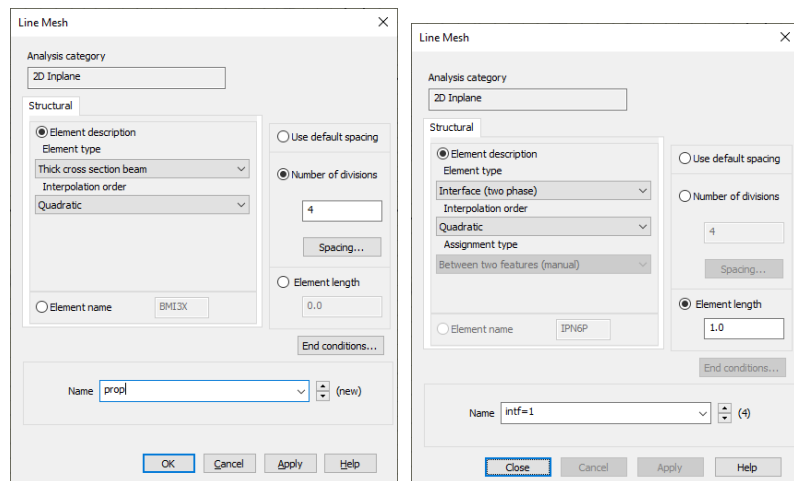 Line Mesh
Analysis category
2D Inplane
Structural
Element description
Element type
Thick cross section beam
Interpolation order
Quadratic
Element name BMI3X
Use default spacing
Number of divisions
4
Spacing...
Element length
0.0
End conditions...
Name prop (new)
OK Cancel Apply Help
Line Mesh
Analysis category
2D Inplane
Structural
Element description
Element type
Interface (two phase)
Interpolation order
Quadratic
Assignment type
Between two features (manual)
Element name IPN6P
Use default spacing
Number of divisions
4
Spacing...
Element length
1.0
End conditions...
Name intf=1 (4)
Close Cancel Apply Help